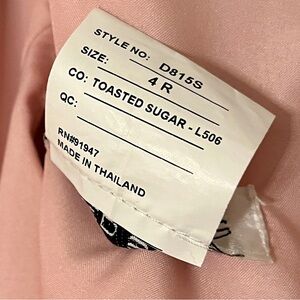 STYLE NO: D815S
SIZE: 4 R
CO: TOASTED SUGAR - L506
QC:
RN#91947
MADE IN THAILAND